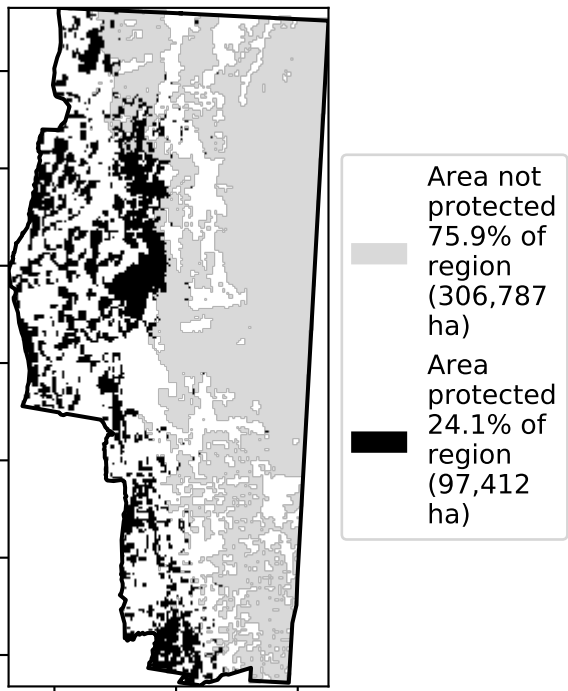 Area not
protected
75.9% of
region
(306,787
ha)
Area
protected
24.1% of
region
(97,412
ha)